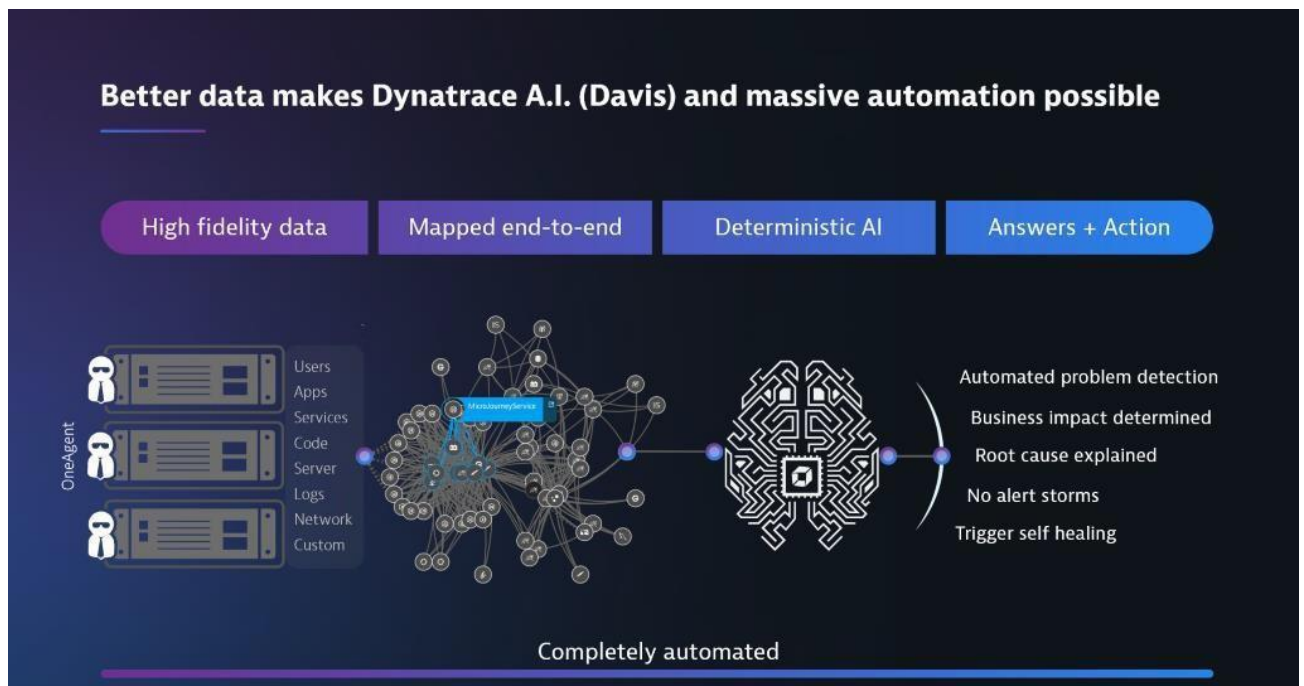 Better data makes Dynatrace A.I. (Davis) and massive automation possible
High fidelity data
Mapped end-to-end
Deterministic AI
Answers + Action
OneAgent
Users
Apps
Services
Code
Server
Logs
Network
Custom
MicroJourneyService
Automated problem detection
Business impact determined
Root cause explained
No alert storms
Trigger self healing
Completely automated